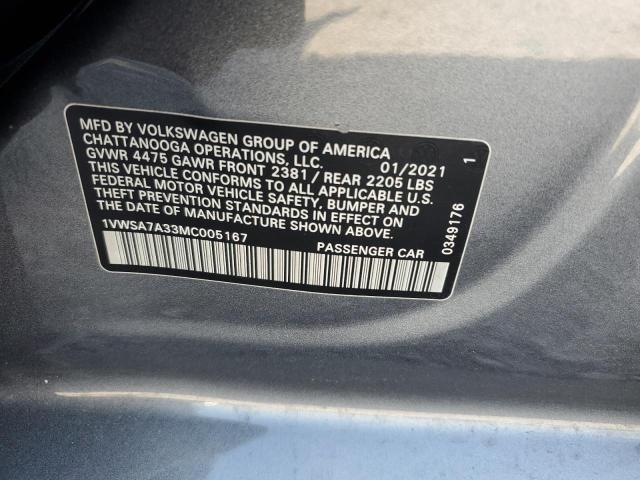 MFD BY VOLKSWAGEN GROUP OF AMERICA
CHATTANOOGA OPERATIONS, LLC. 01/2021 1
GVWR 4475 GAWR FRONT 2381 / REAR 2205 LBS
THIS VEHICLE CONFORMS TO ALL APPLICABLE U.S.
FEDERAL MOTOR VEHICLE SAFETY, BUMPER AND
THEFT PREVENTION STANDARDS IN EFFECT ON
THE DATE OF MANUFACTURE SHOWN ABOVE.
1VWSA7A33MC005167 PASSENGER CAR
0349176